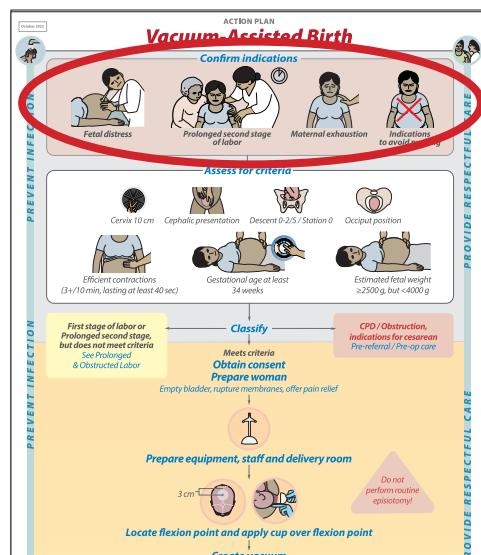 October 2022
ACTION PLAN
Vacuum-Assisted Birth
Confirm indications
Fetal distress
Prolonged second stage
of labor
Maternal exhaustion
Indications
to avoid
PREVENT INFECTION
PROVIDE RESPECTFUL CARE
Assess for criteria
Cervix 10 cm
Cephalic presentation
Descent 0-2/5 / Station 0
Occiput position
Efficient contractions
(3+/10 min, lasting at least 40 sec)
Gestational age at least
34 weeks
Estimated fetal weight
≥2500 g, but <4000 g
First stage of labor or
Prolonged second stage,
but does not meet criteria
See Prolonged
& Obstructed Labor
Classify
CPD / Obstruction,
indications for cesarean
Pre-referral / Pre-op care
Meets criteria
Obtain consent
Prepare woman
Empty bladder, rupture membranes, offer pain relief
PREVENT INFECTION
PROVIDE RESPECTFUL CARE
Prepare equipment, staff and delivery room
3 cm
Do not
perform routine
episiotomy!
Locate flexion point and apply cup over flexion point
Create vacuum